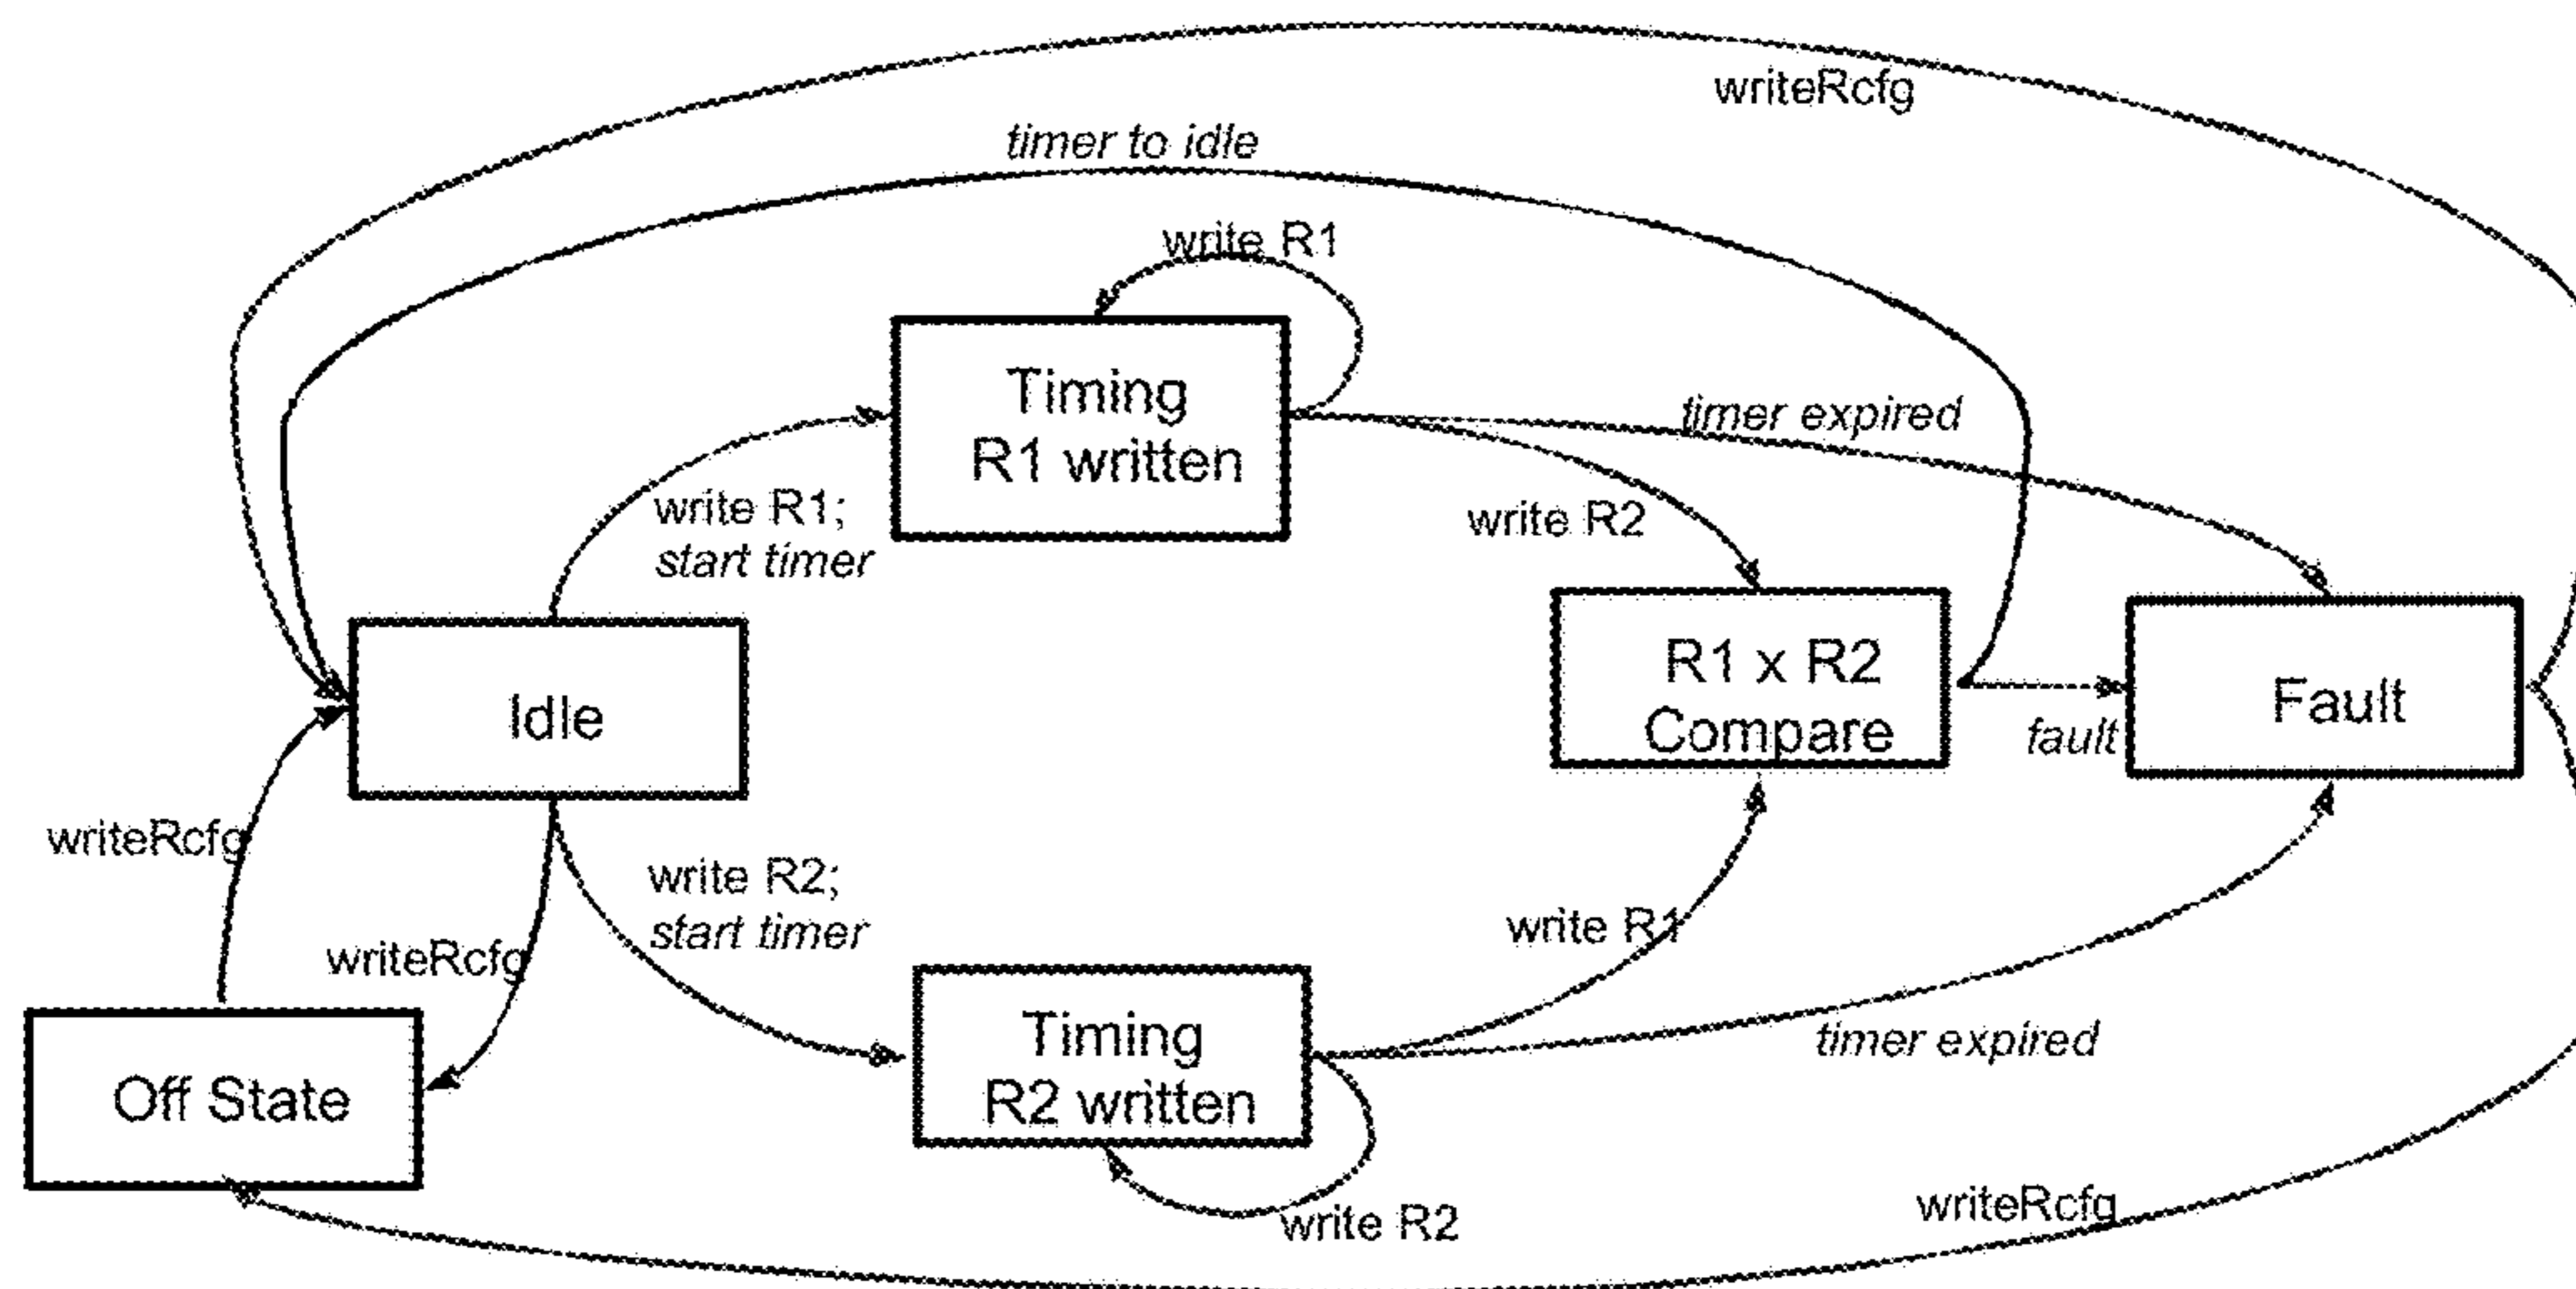 writeRcfg
timer to idle
write R1
Timing
R1 written
timer expired
write R1;
start timer
write R2
R1 x R2
Compare
Fault
fault
Idle
writeRcfg
write R2;
start timer
writeRcfg
write R1
Timing
R2 written
timer expired
Off State
write R2
writeRcfg